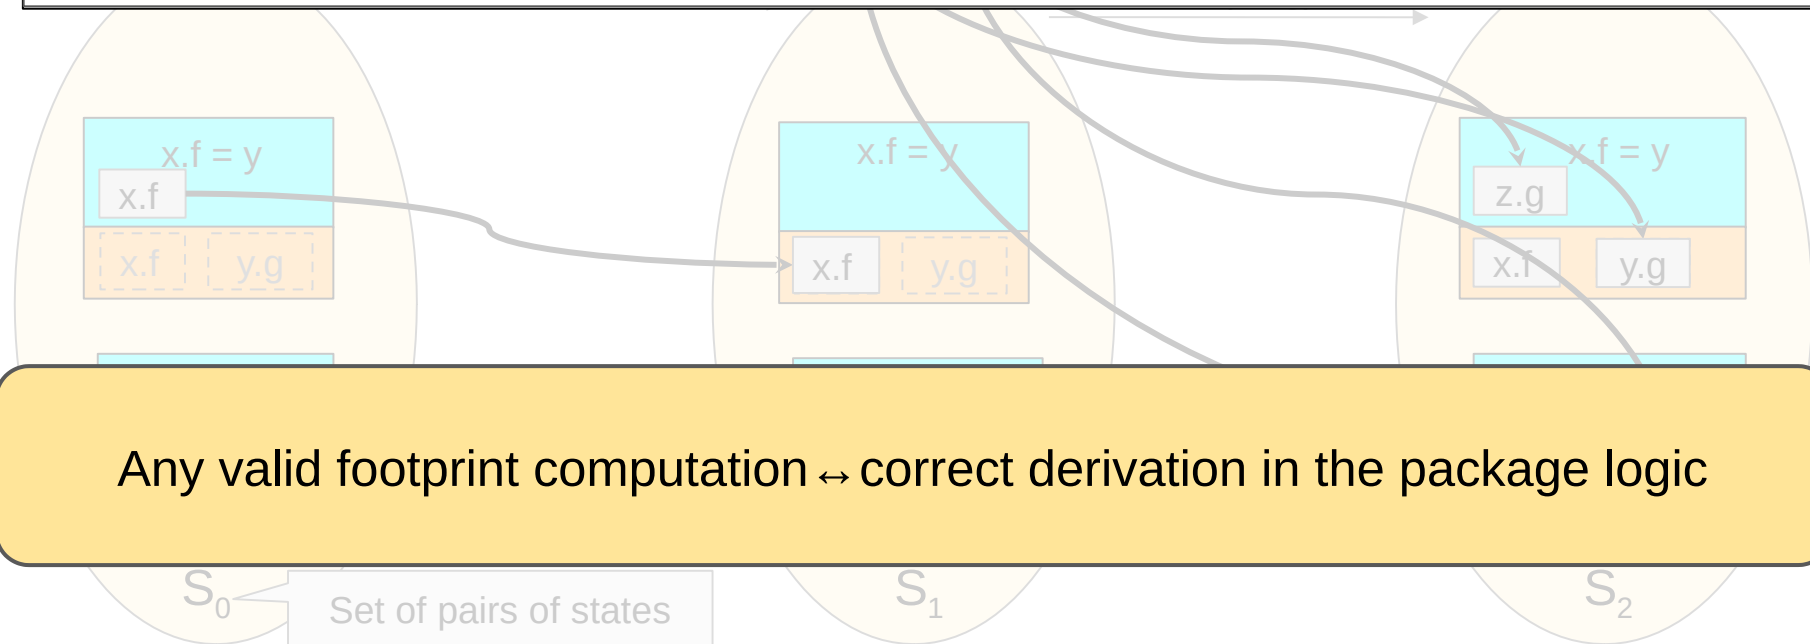 x.f = y
x.f
x.f
y.g
x.f = y
x.f
y.g
x.f = y
z.g
x.f
y.g
Any valid footprint computation↔correct derivation in the package logic
S0
Set of pairs of states
S1
S2